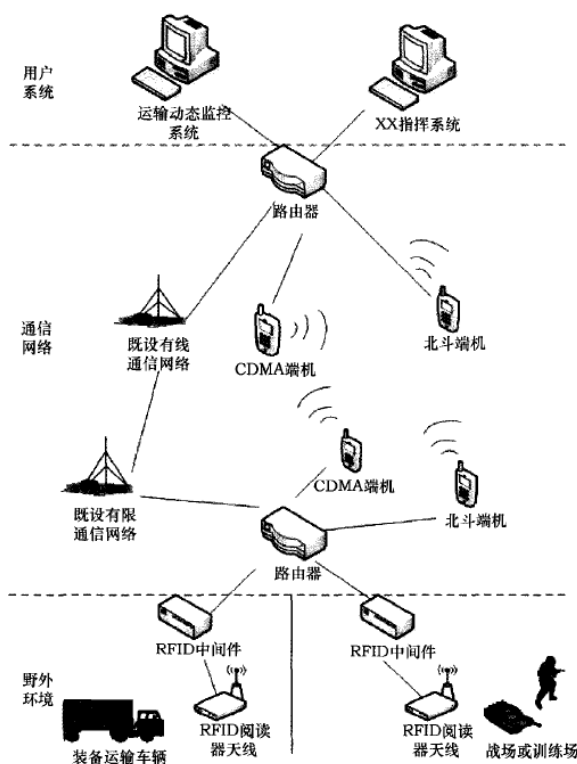 用户
系统
运输动态监控
系统
XX指挥系统
路由器
通信
网络
既设有线
通信网络
CDMA端机
北斗端机
既设有限
通信网络
CDMA端机
北斗端机
路由器
野外
环境
RFID中间件
RFID中间件
装备运输车辆
RFID阅读
器天线
RFID阅读
器天线
战场或训练场